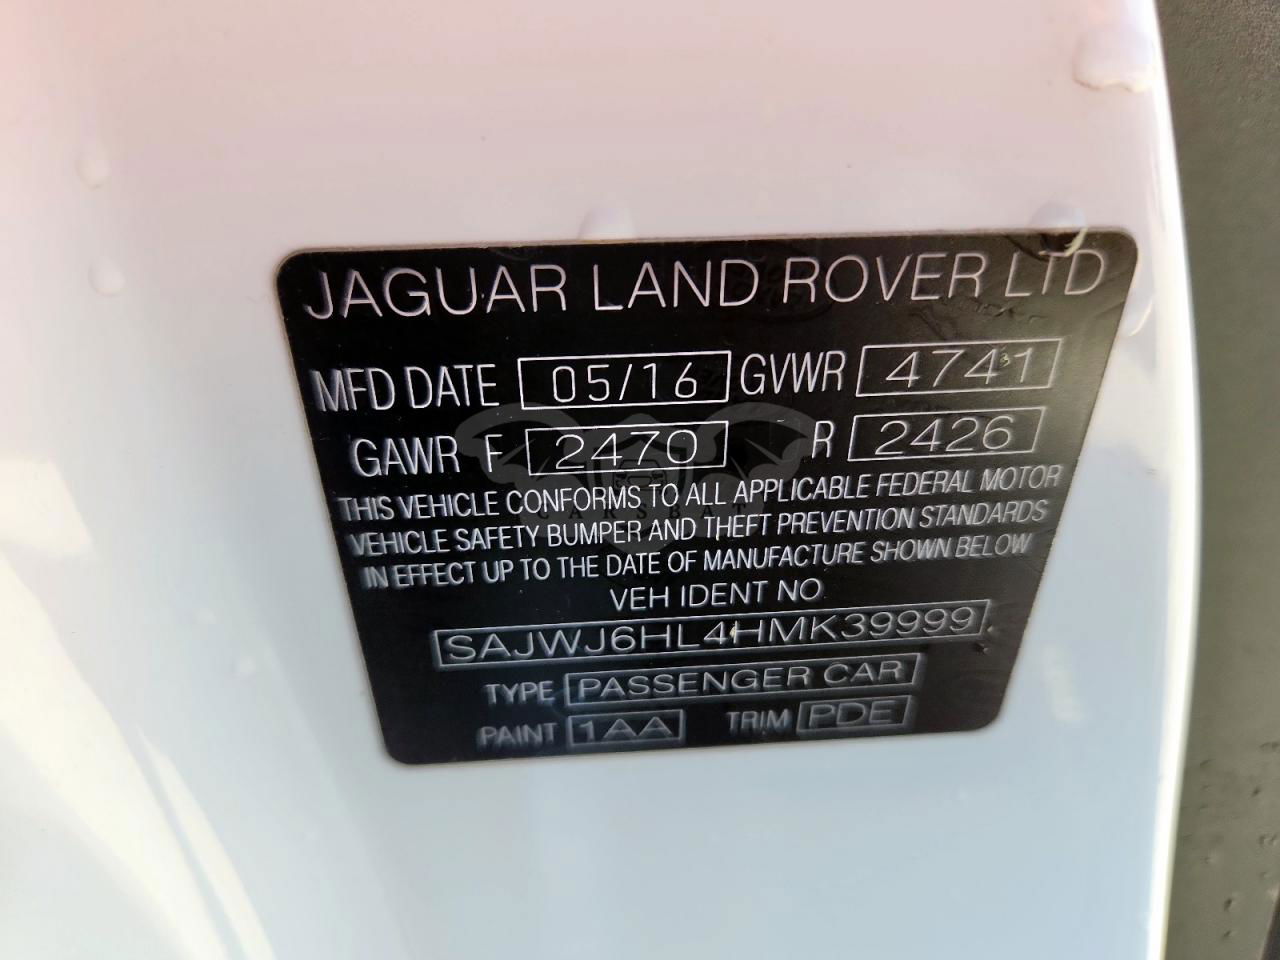 JAGUAR LAND ROVER LTD
MFD DATE 05/16 GVWR 4741
GAWR F 2470 R 2426
THIS VEHICLE CONFORMS TO ALL APPLICABLE FEDERAL MOTOR
VEHICLE SAFETY BUMPER AND THEFT PREVENTION STANDARDS
IN EFFECT UP TO THE DATE OF MANUFACTURE SHOWN BELOW
CARSBAT
VEH IDENT NO
SAJWJ6HL4HMK39999
TYPE PASSENGER CAR
PAINT 1AA TRIM PDE